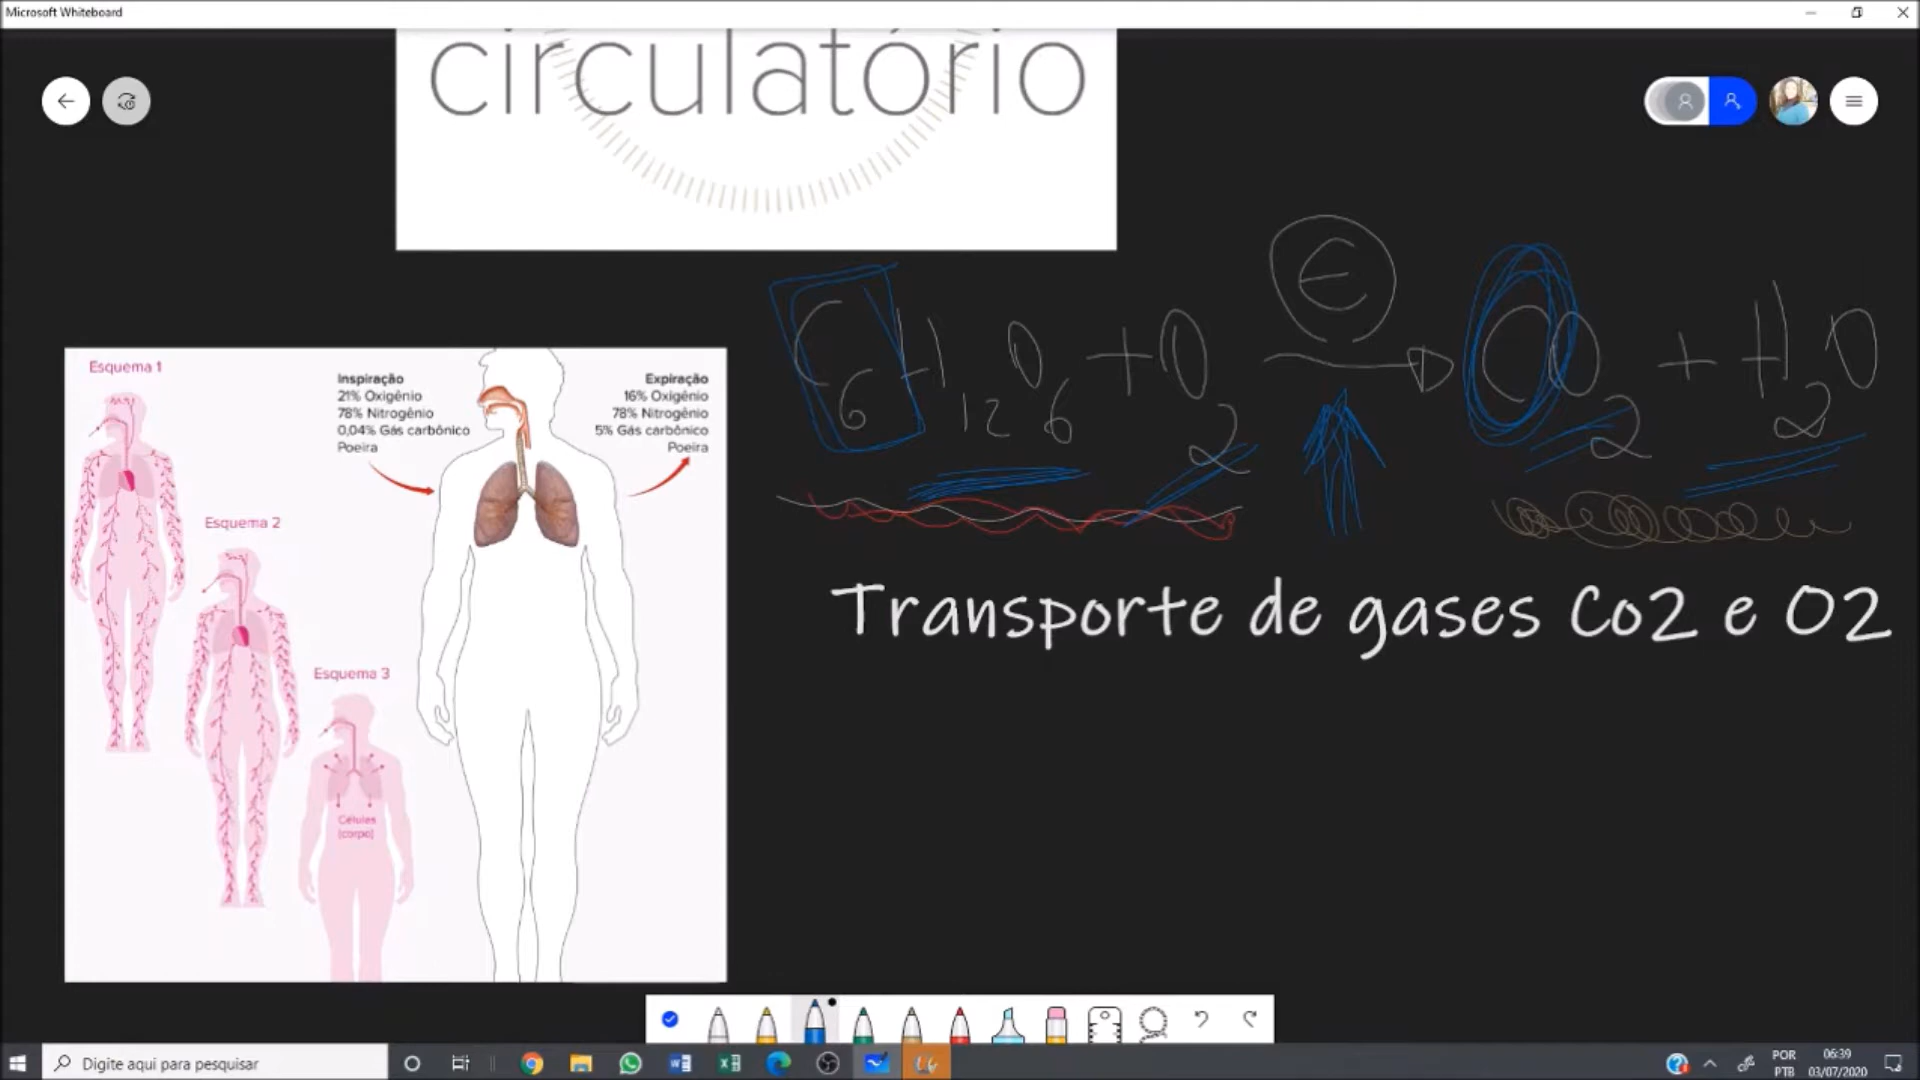 Microsoft Whiteboard
circulatório
E
C6H12O6 + O2 → CO2 + H2O
Transporte de gases Co2 e O2
Esquema 1
Esquema 2
Esquema 3
Células
(corpo)
Inspiração
21% Oxigênio
78% Nitrogênio
0,04% Gás carbônico
Poeira
Expiração
16% Oxigênio
78% Nitrogênio
5% Gás carbônico
Poeira
Digite aqui para pesquisar
POR
PTB
06:39
03/07/2020